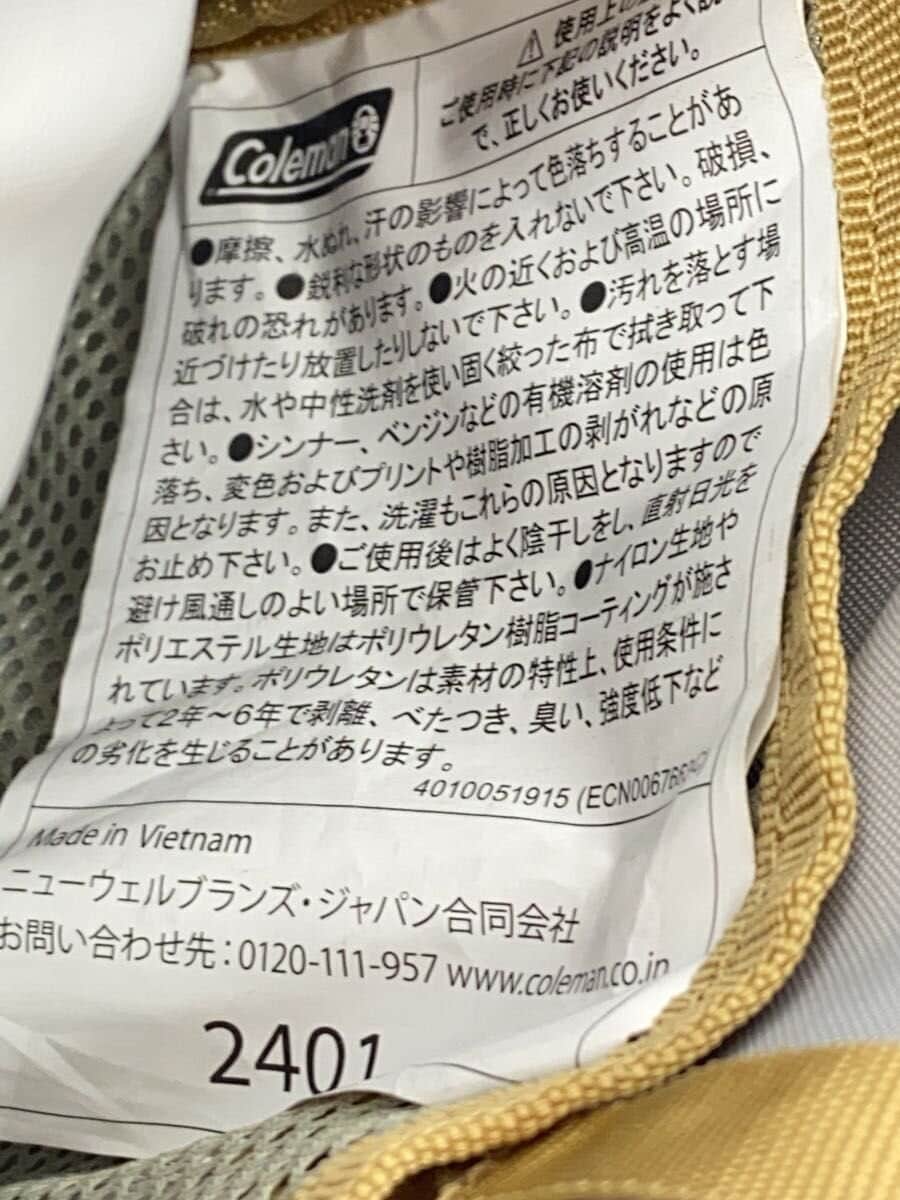 Coleman
使用上の
ご使用時に下記の説明をよく説
で、正しくお使いください。
●摩擦、水ぬれ、汗の影響によって色落ちすることがあ
ります。●鋭利な形状のものを入れないで下さい。破損、
破れの恐れがあります。●火の近くおよび高温の場所に
近づけたり放置したりしないで下さい。●汚れを落とす場
合は、水や中性洗剤を使い固く絞った布で拭き取って下
さい。●シンナー、ベンジンなどの有機溶剤の使用は色
落ち、変色およびプリントや樹脂加工の剥がれなどの原
因となります。また、洗濯もこれらの原因となりますので
お止め下さい。●ご使用後はよく陰干しをし、直射日光を
避け風通しのよい場所で保管下さい。●ナイロン生地や
ポリエステル生地はポリウレタン樹脂コーティングが施さ
れています。ポリウレタンは素材の特性上、使用条件に
よって2年～6年で剥離、べたつき、臭い、強度低下など
の劣化を生じることがあります。
4010051915
Made in Vietnam
ニューウェルブランズ・ジャパン合同会社
お問い合わせ先：0120-111-957 www.coleman.co.jp
2401